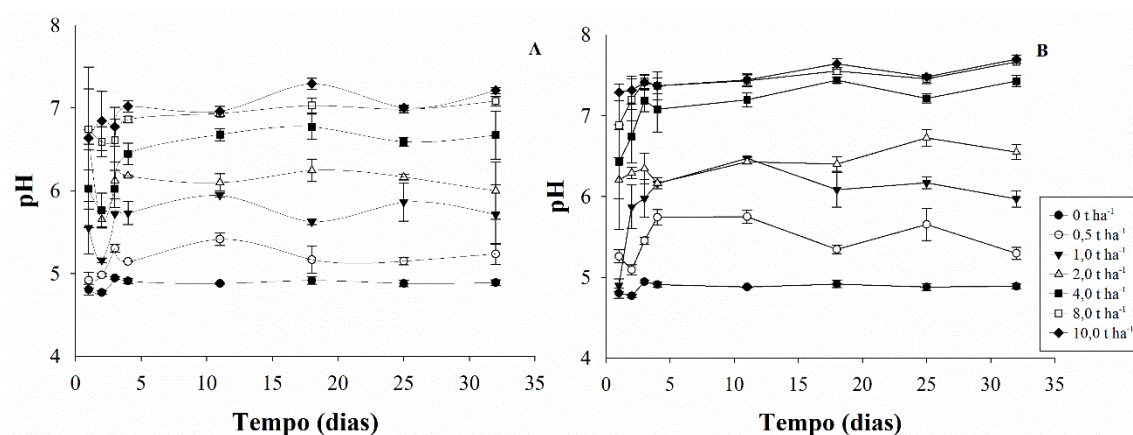 8
7
6
5
4
pH
A
0 5 10 15 20 25 30 35
Tempo (dias)
8
7
6
5
4
pH
B
0 5 10 15 20 25 30 35
Tempo (dias)
0 t ha⁻¹
0,5 t ha⁻¹
1,0 t ha⁻¹
2,0 t ha⁻¹
4,0 t ha⁻¹
8,0 t ha⁻¹
10,0 t ha⁻¹